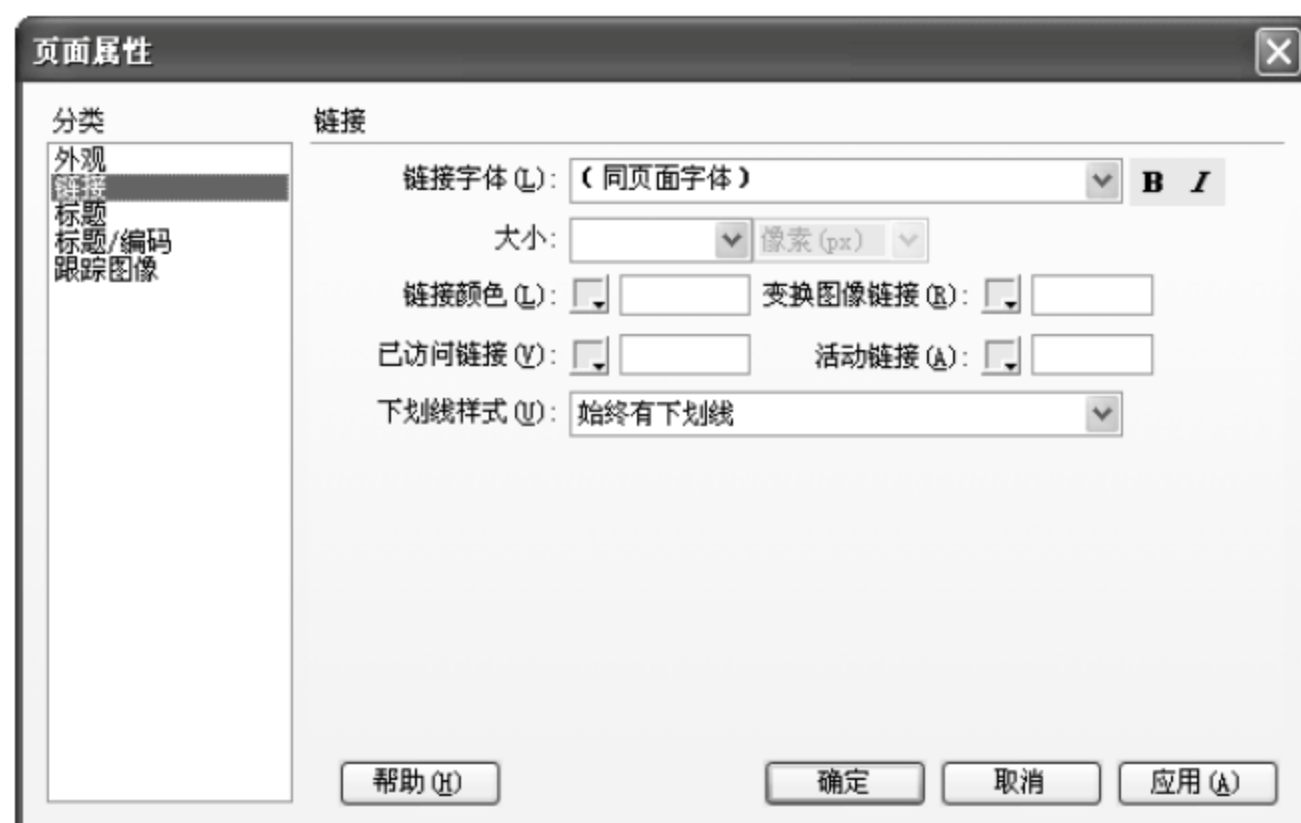 页面属性
分类
外观
链接
标题
标题/编码
跟踪图像
链接
链接字体(L): (同页面字体) B I
大小: 像素(px)
链接颜色(L): 变换图像链接(R):
已访问链接(V): 活动链接(A):
下划线样式(U): 始终有下划线
帮助(H) 确定 取消 应用(A)